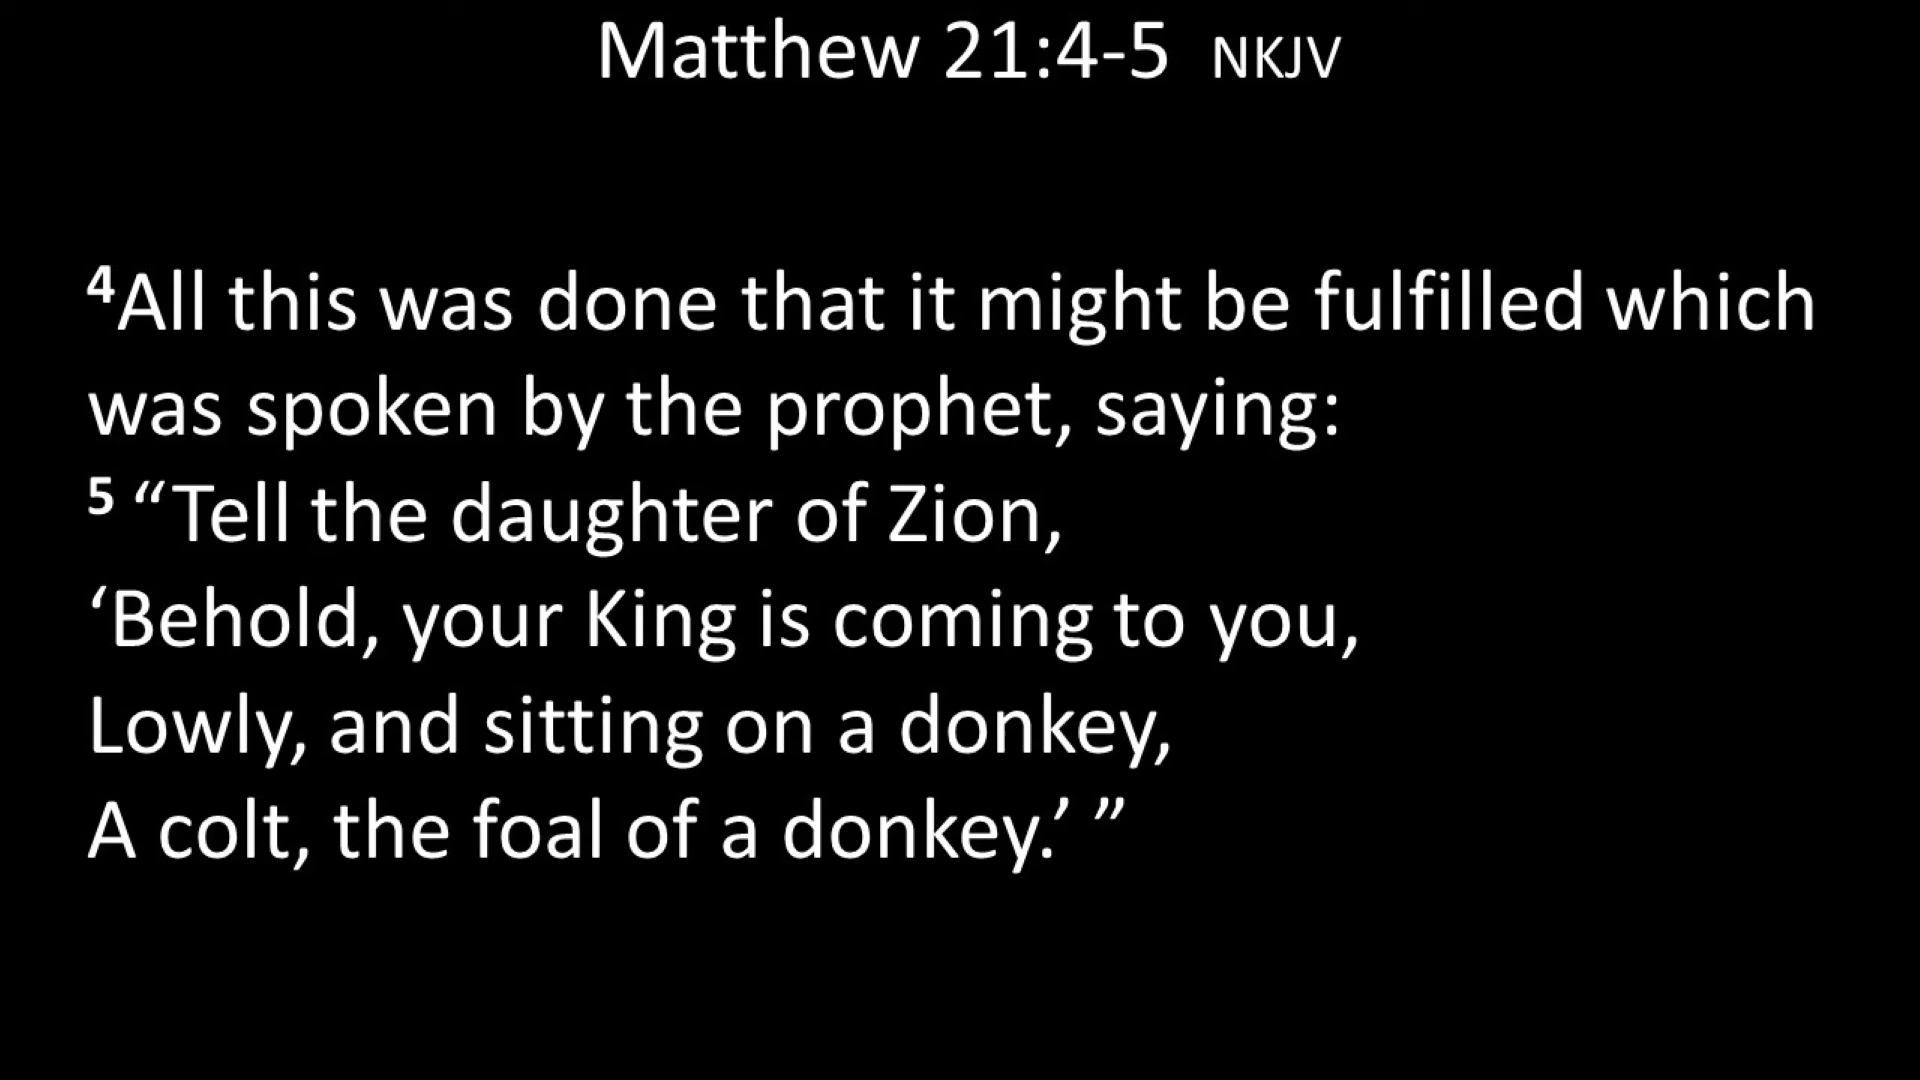 Matthew 21:4-5 NKJV
⁴All this was done that it might be fulfilled which
was spoken by the prophet, saying:
⁵ “Tell the daughter of Zion,
‘Behold, your King is coming to you,
Lowly, and sitting on a donkey,
A colt, the foal of a donkey.’ ”